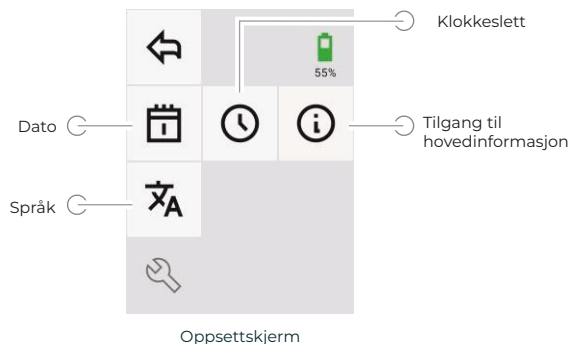 Klokkeslett
55%
Dato
Tilgang til
hovedinformasjon
Språk
Oppsettskjerm